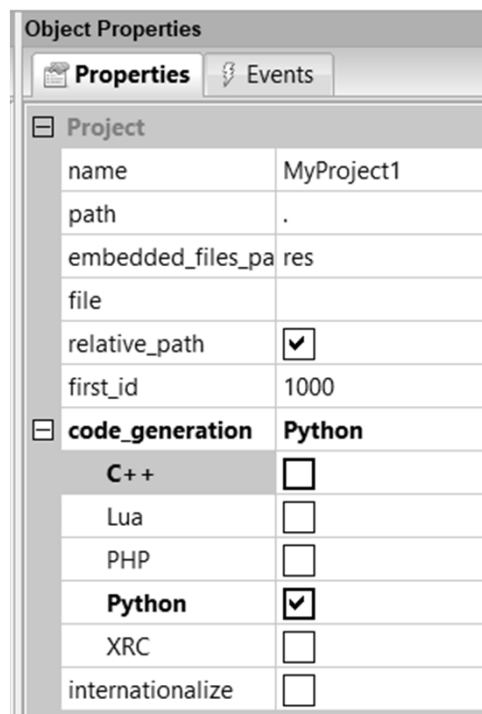 Object Properties
Properties Events
Project
name MyProject1
path .
embedded_files_pa res
file
relative_path
first_id 1000
code_generation Python
C++
Lua
PHP
Python
XRC
internationalize